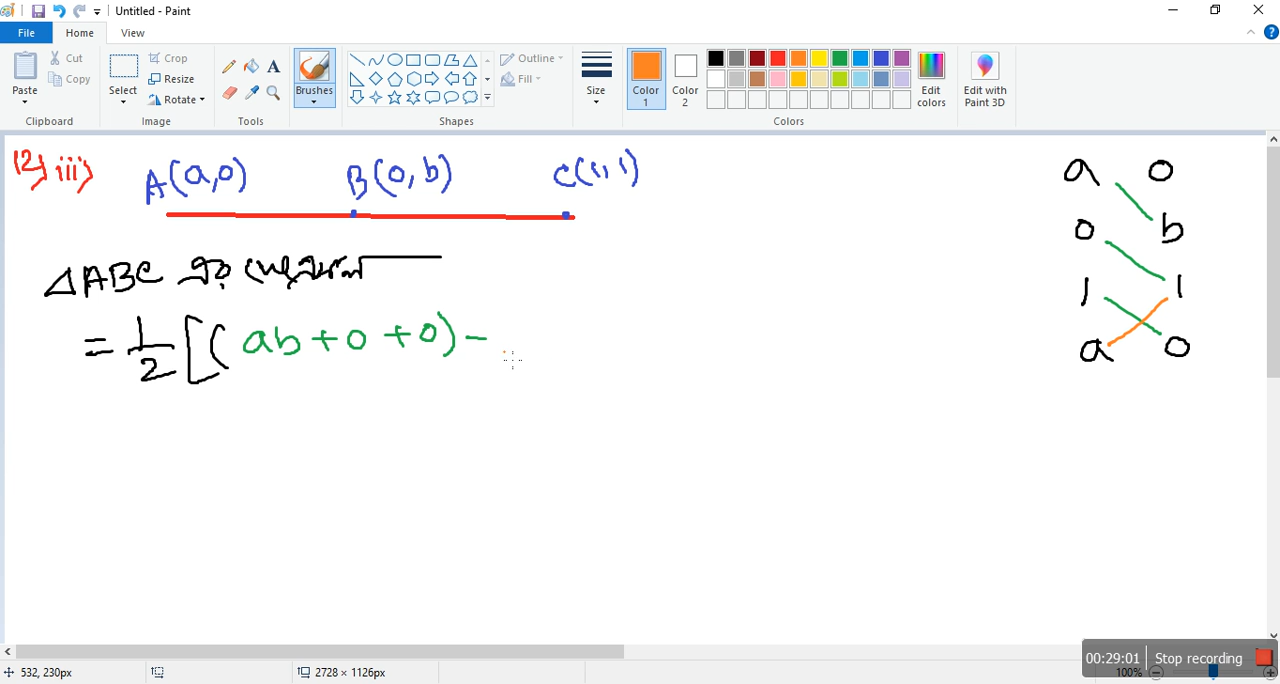 Untitled - Paint
File Home View
Paste Cut Copy Clipboard
Select Crop Resize Rotate Image
Tools
Brushes
Outline Fill Shapes
Size
Color 1 Color 2 Edit colors Colors
Edit with Paint 3D
12) iii) A(a,0) B(0,b) C(1,1)
△ABC এর ক্ষেত্রফল
= 1/2 [(ab + 0 + 0) -
a 0
0 b
1 1
a 0
00:29:01 Stop recording
532, 230px 2728 × 1126px 100%